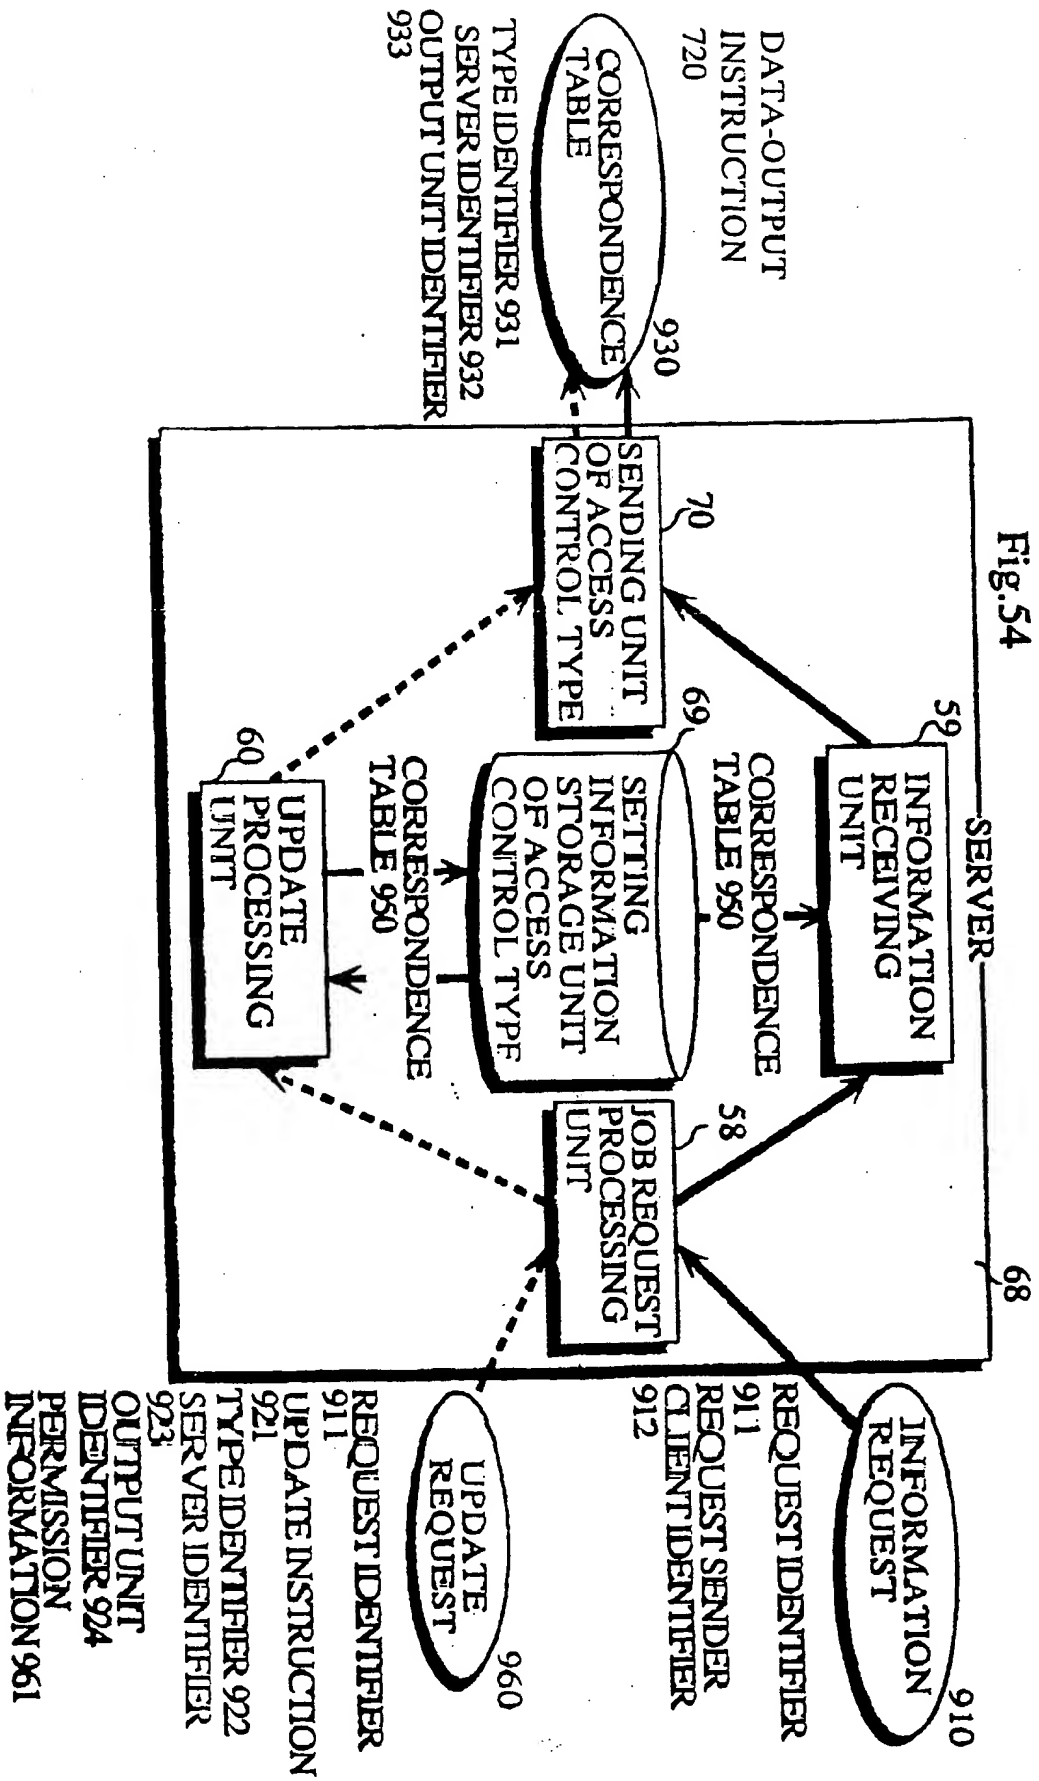 Fig.54
SERVER
68
DATA-OUTPUT
INSTRUCTION
720
930
CORRESPONDENCE
TABLE
TYPE IDENTIFIER 931
SERVER IDENTIFIER 932
OUTPUT UNIT IDENTIFIER
933
70
SENDING UNIT
OF ACCESS
CONTROL TYPE
59
INFORMATION
RECEIVING
UNIT
CORRESPONDENCE
TABLE 950
69
SETTING
INFORMATION
STORAGE UNIT
OF ACCESS
CONTROL TYPE
CORRESPONDENCE
TABLE 950
60
UPDATE
PROCESSING
UNIT
58
JOB REQUEST
PROCESSING
UNIT
910
INFORMATION
REQUEST
REQUEST IDENTIFIER
911
REQUEST SENDER
CLIENT IDENTIFIER
912
960
UPDATE
REQUEST
REQUEST IDENTIFIER
911
UPDATE INSTRUCTION
921
TYPE IDENTIFIER 922
SERVER IDENTIFIER
923
OUTPUT UNIT
IDENTIFIER 924
PERMISSION
INFORMATION 961